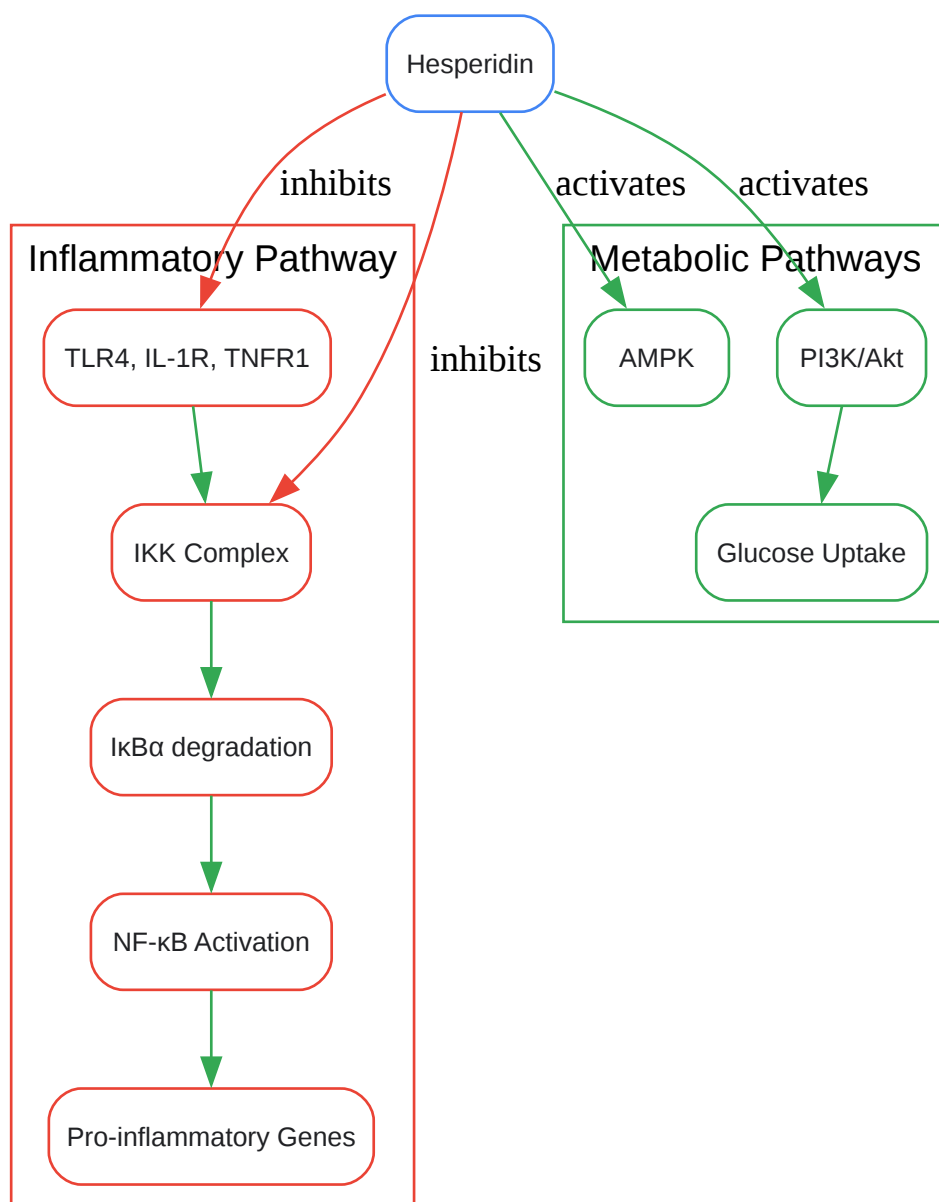 Hesperidin
inhibits
activates
activates
Inflammatory Pathway
Metabolic Pathways
TLR4, IL-1R, TNFR1
inhibits
AMPK
PI3K/Akt
IKK Complex
Glucose Uptake
IκBα degradation
NF-κB Activation
Pro-inflammatory Genes